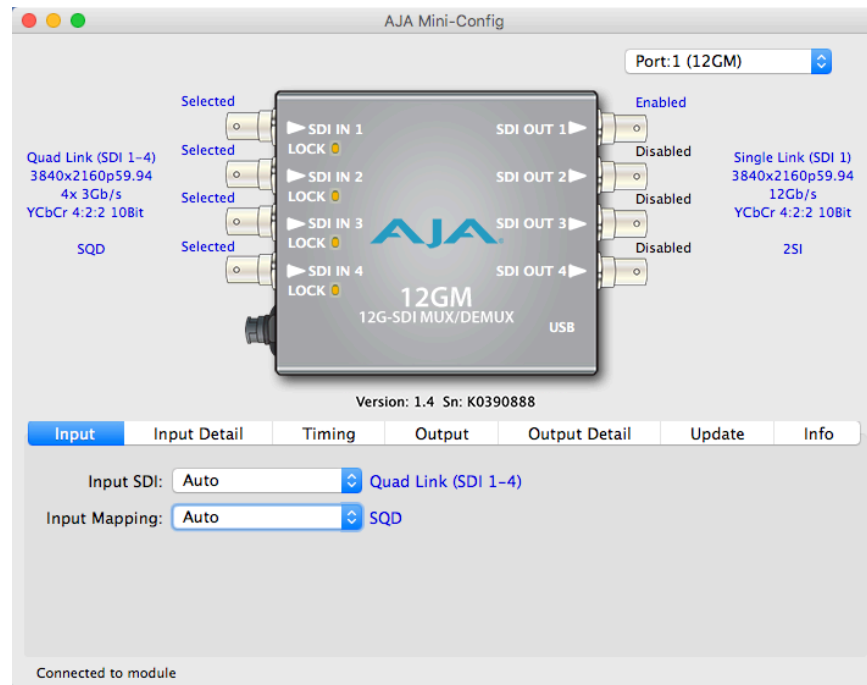 AJA Mini-Config
Port:1 (12GM)
Selected
Enabled
SDI IN 1
SDI OUT 1
LOCK
Quad Link (SDI 1-4)
3840x2160p59.94
4x 3Gb/s
YCbCr 4:2:2 10Bit
SQD
Selected
Disabled
SDI IN 2
SDI OUT 2
LOCK
Single Link (SDI 1)
3840x2160p59.94
12Gb/s
YCbCr 4:2:2 10Bit
2SI
Selected
Disabled
SDI IN 3
SDI OUT 3
LOCK
AJA
Selected
Disabled
SDI IN 4
SDI OUT 4
LOCK
12GM
12G-SDI MUX/DEMUX
USB
Version: 1.4 Sn: K0390888
Input Input Detail Timing Output Output Detail Update Info
Input SDI: Auto Quad Link (SDI 1-4)
Input Mapping: Auto SQD
Connected to module